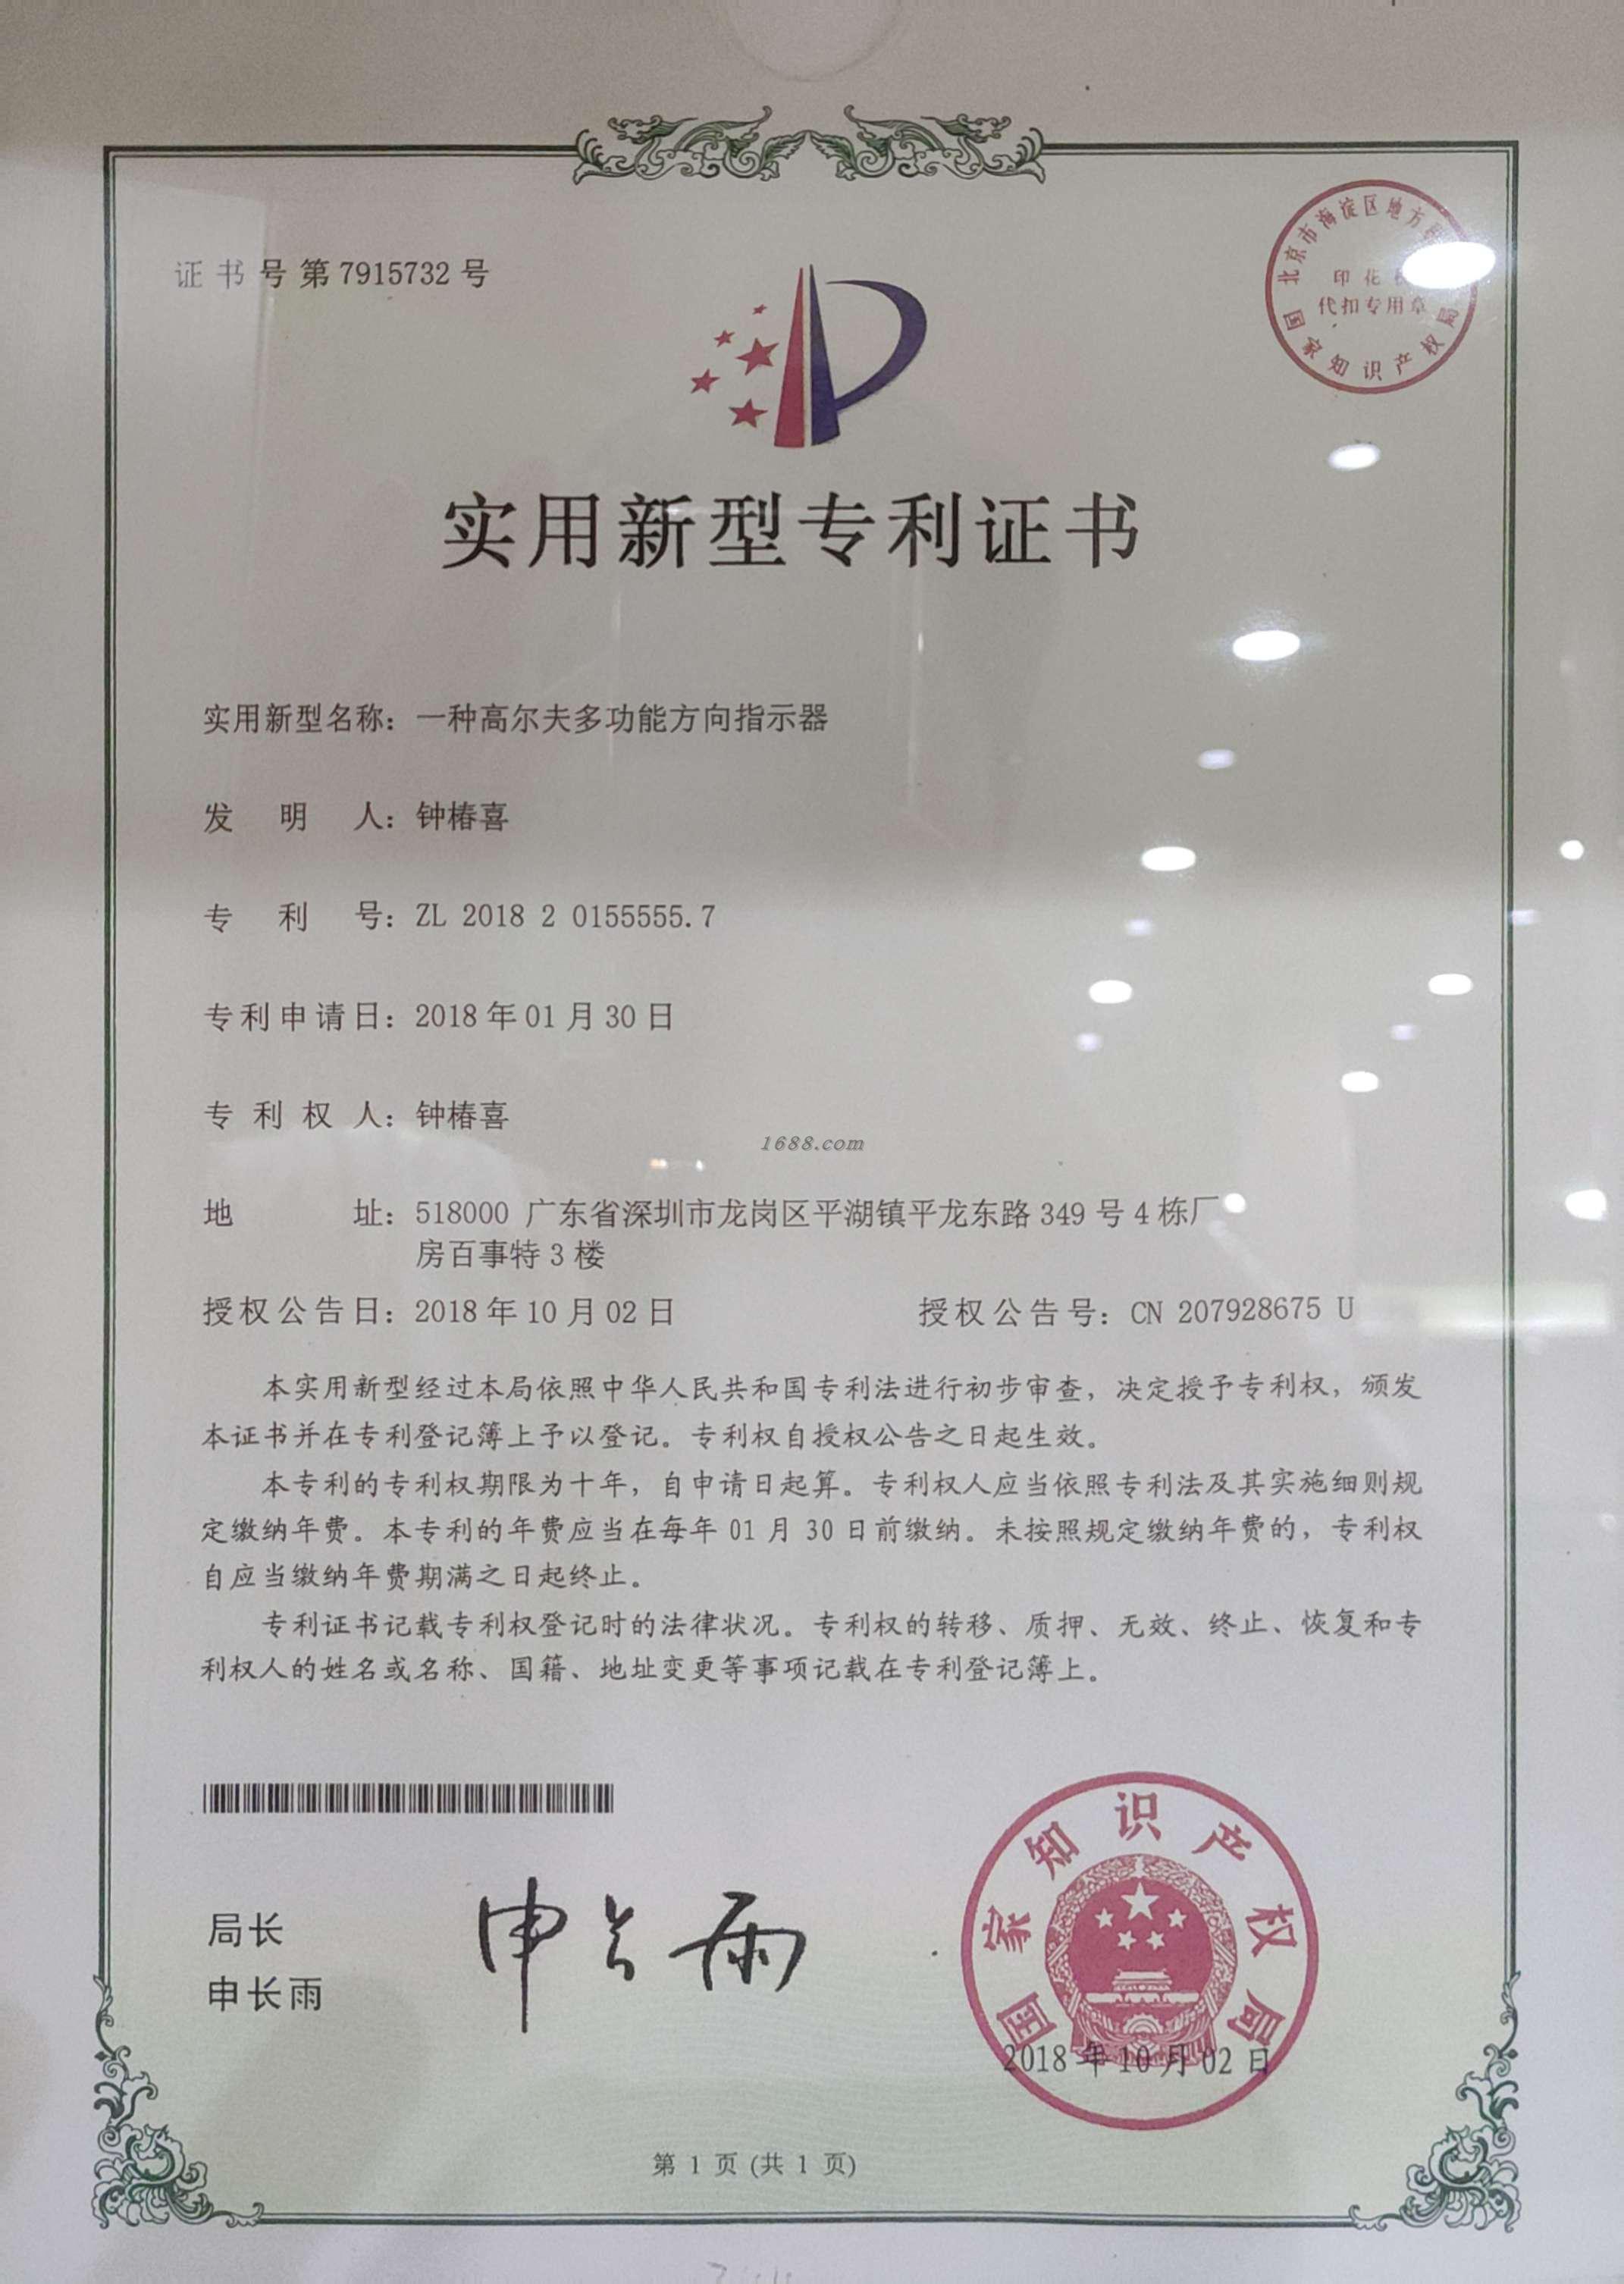 证书号第7915732号
北京市海淀区地方
印花
代扣专用章
国家知识产权局
实用新型专利证书
实用新型名称：一种高尔夫多功能方向指示器
发明人：钟椿喜
专利号：ZL 2018 2 0155555.7
专利申请日：2018年01月30日
专利权人：钟椿喜
1688.com
地址：518000 广东省深圳市龙岗区平湖镇平龙东路349号4栋厂
房百事特3楼
授权公告日：2018年10月02日 授权公告号：CN 207928675 U
本实用新型经过本局依照中华人民共和国专利法进行初步审查，决定授予专利权，颁发
本证书并在专利登记簿上予以登记。专利权自授权公告之日起生效。
本专利的专利权期限为十年，自申请日起算。专利权人应当依照专利法及其实施细则规
定缴纳年费。本专利的年费应当在每年01月30日前缴纳。未按照规定缴纳年费的，专利权
自应当缴纳年费期满之日起终止。
专利证书记载专利权登记时的法律状况。专利权的转移、质押、无效、终止、恢复和专
利权人的姓名或名称、国籍、地址变更等事项记载在专利登记簿上。
局长
申长雨
申长雨
国家知识产权局
2018年10月02日
第1页(共1页)